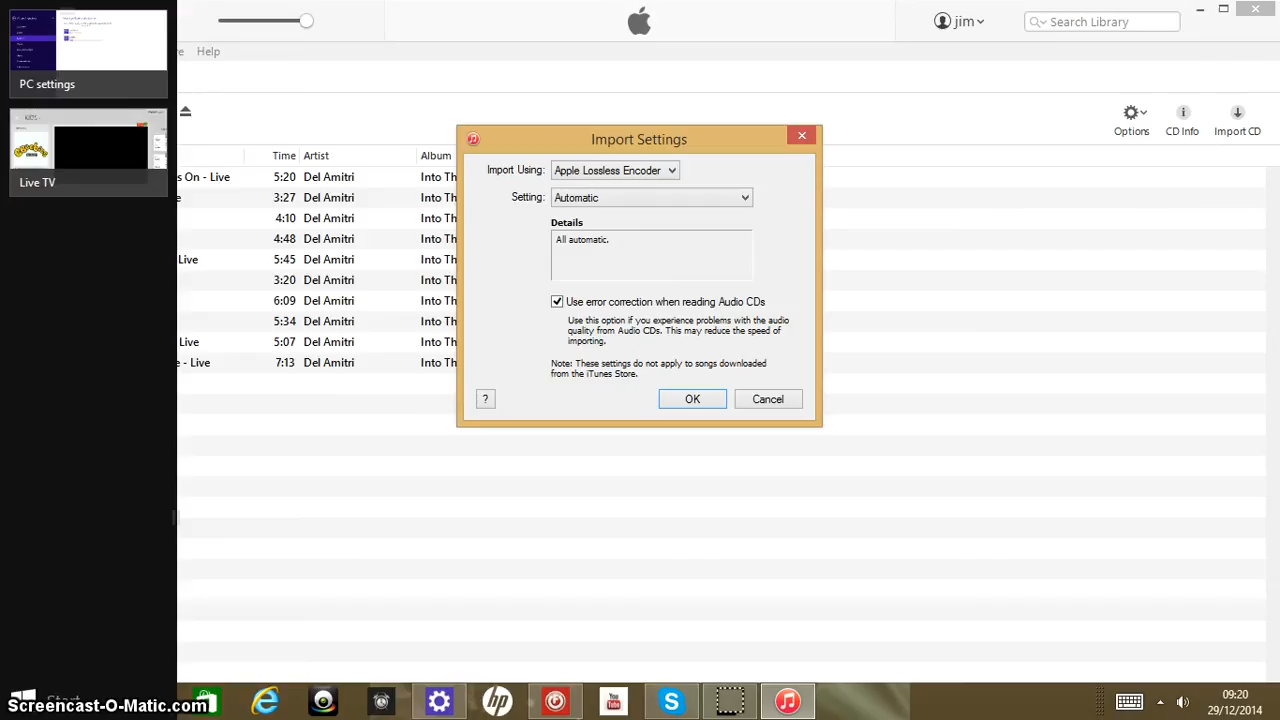 Search Library
Help
PC settings
Live TV
Options
CD Info
Import CD
Time Artist Album
s On - Live 5:20 Del Amitri Into Th
3:27 Del Amitri Into Th
4:10 Del Amitri Into Th
4:48 Del Amitri Into Th
Live 5:45 Del Amitri Into Th
3:20 Del Amitri Into Th
6:09 Del Amitri Into Th
5:34 Del Amitri Into Th
Live 5:07 Del Amitri Into Th
e - Live 7:13 Del Amitri Into Th
Import Settings
Import Using: Apple Lossless Encoder
Setting: Automatic
Details
All automatic.
Use error correction when reading Audio CDs
Use this option if you experience problems with the audio
quality from Audio CDs. This may reduce the speed of
importing.
Note: These settings do not apply to songs downloaded
from the iTunes Store.
?
OK
Cancel
Screencast-O-Matic.com
hp
You
Tube
09:20
29/12/2014